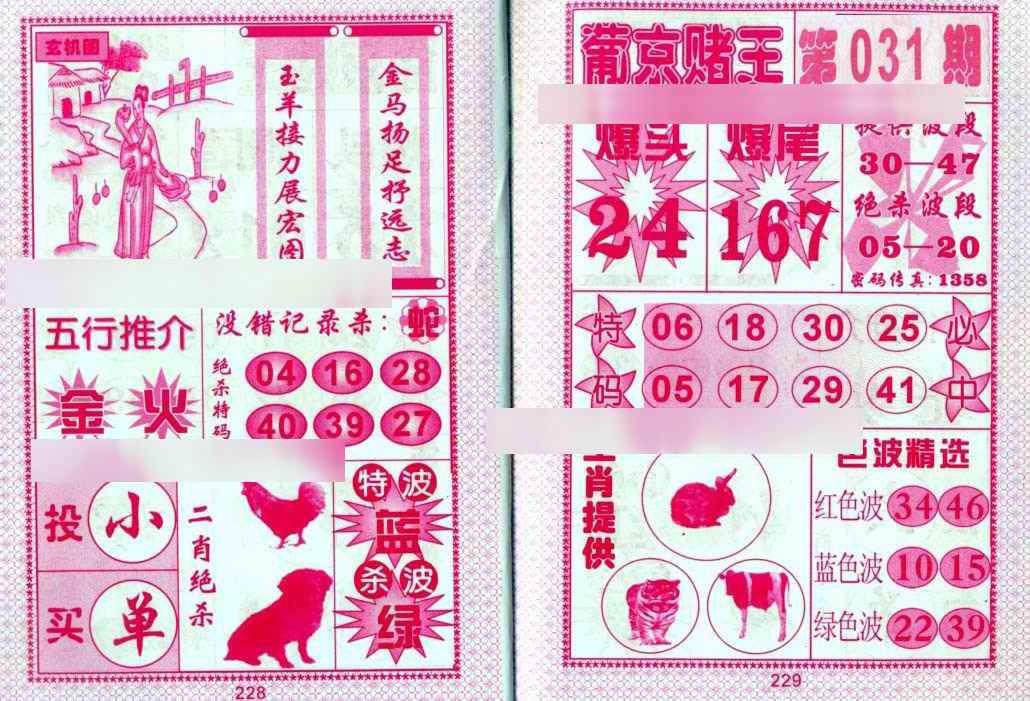 玄机图
金马扬足抒远志
玉羊接力展宏图
五行推介
金 火
没错记录杀：蛇
绝杀特码
04 16 28
40 39 27
投 小
买 单
二肖绝杀
特波
蓝
杀波
绿
228
葡京赌王 第031期
爆头
24
爆尾
167
提供波段
30—47
绝杀波段
05—20
密码传真：1358
特码
06 18 30 25
05 17 29 41
必中
肖提供
色波精选
红色波 34 46
蓝色波 10 15
绿色波 22 39
229